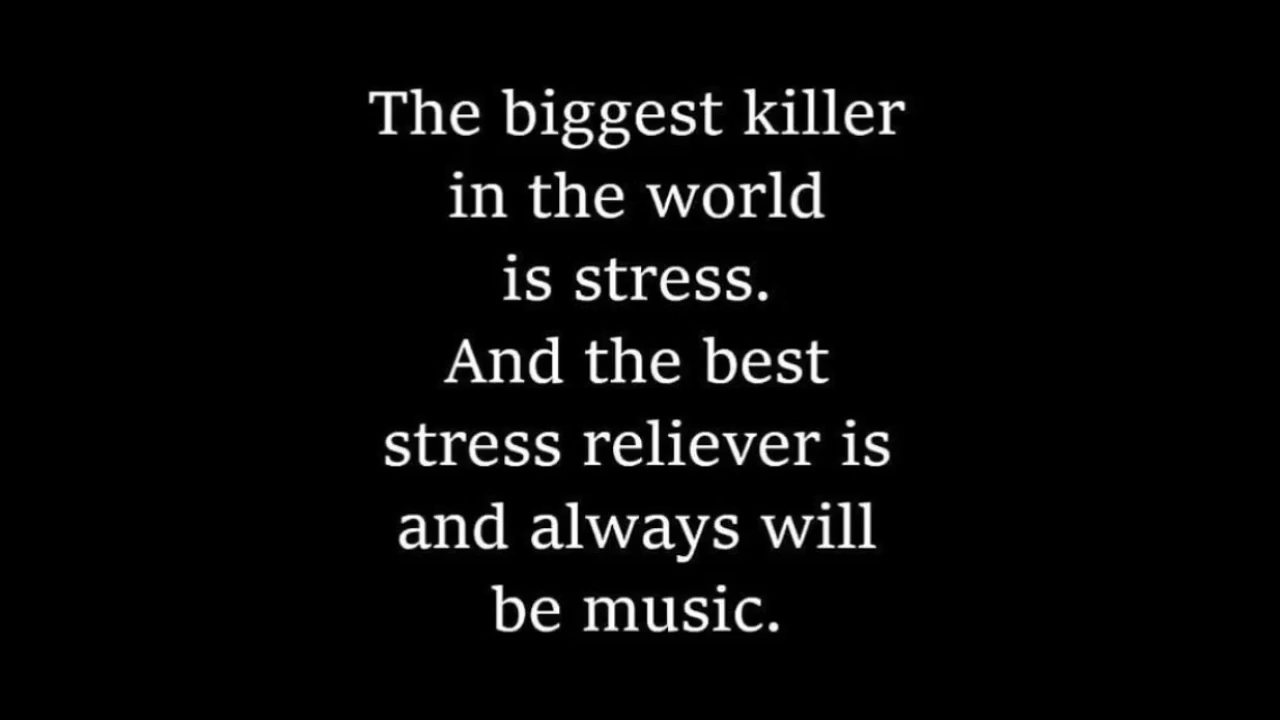 The biggest killer
in the world
is stress.
And the best
stress reliever is
and always will
be music.